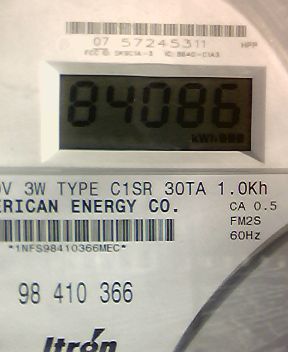 07 57245311 HPP
84086
kWh
V 3W TYPE C1SR 30TA 1.0Kh
ERICAN ENERGY CO.
CA 0.5
FM2S
60Hz
*1NFS98410366MEC*
98 410 366
Itron